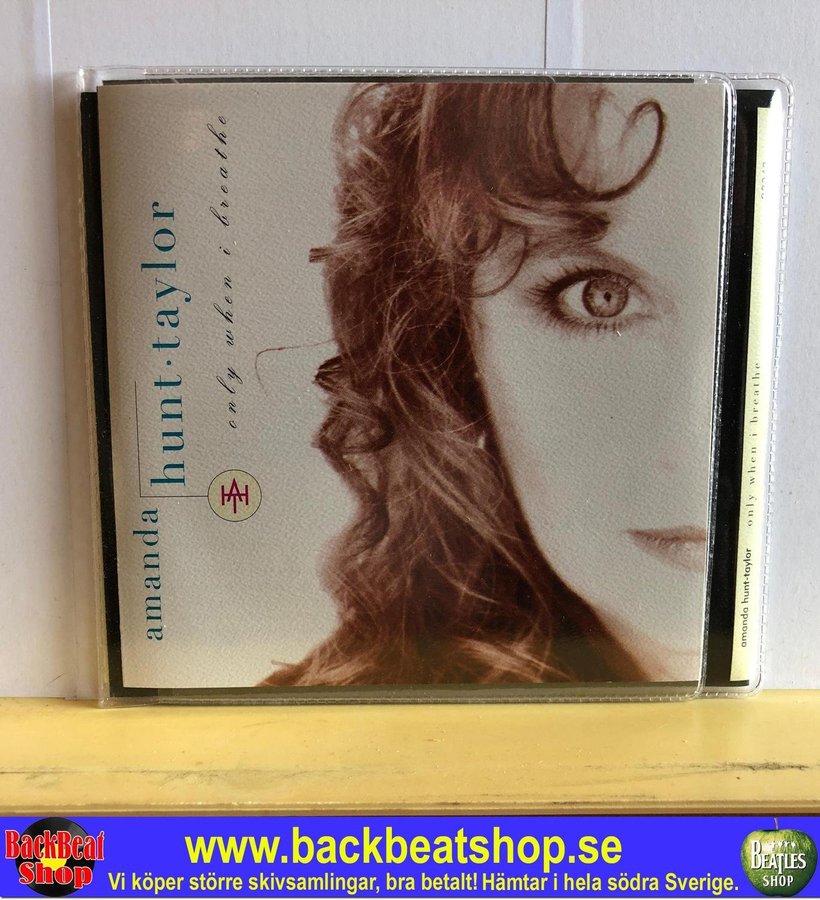 amanda
hunt·taylor
only when i breathe
AHT
amanda hunt-taylor
only when i breathe
BackBeat
Shop
www.backbeatshop.se
Vi köper större skivsamlingar, bra betalt! Hämtar i hela södra Sverige.
BEATLES
SHOP